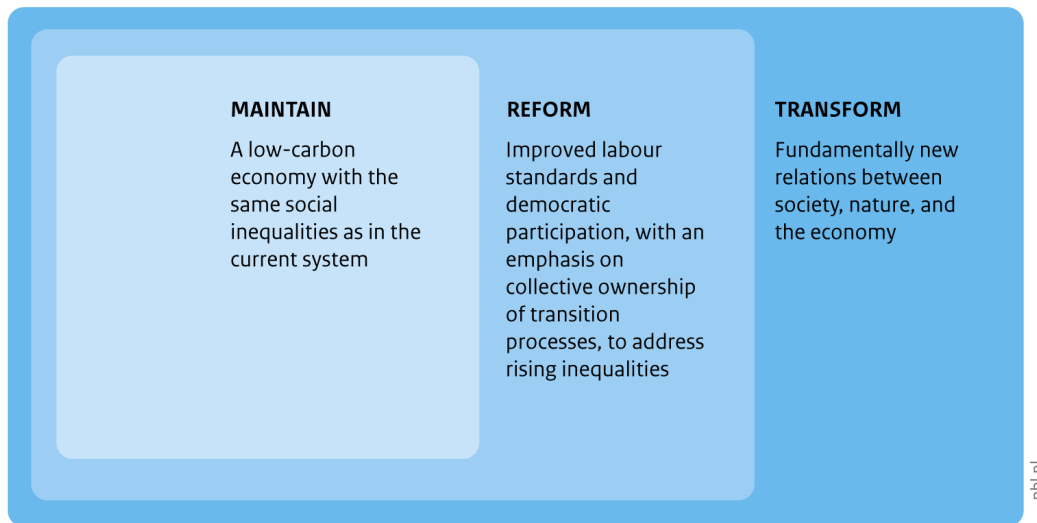 MAINTAIN
A low-carbon
economy with the
same social
inequalities as in the
current system
REFORM
Improved labour
standards and
democratic
participation, with an
emphasis on
collective ownership
of transition
processes, to address
rising inequalities
TRANSFORM
Fundamentally new
relations between
society, nature, and
the economy
pbl.nl